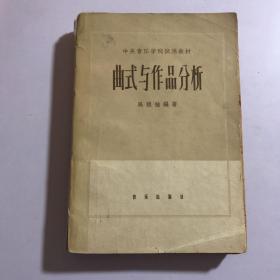 中央音乐学院试用教材
曲式与作品分析
吴祖强编著
音乐出版社